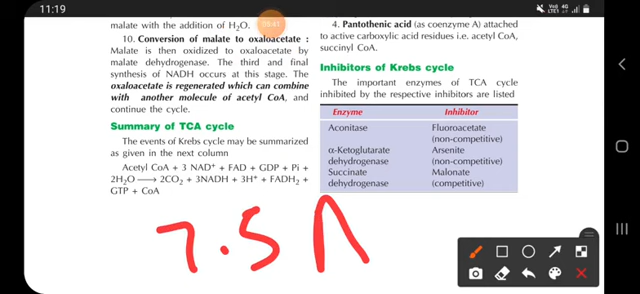 11:19
malate with the addition of H₂O.
10. Conversion of malate to oxaloacetate :
Malate is then oxidized to oxaloacetate by
malate dehydrogenase. The third and final
synthesis of NADH occurs at this stage. The
oxaloacetate is regenerated which can combine
with another molecule of acetyl CoA, and
continue the cycle.
Summary of TCA cycle
The events of Krebs cycle may be summarized
as given in the next column
Acetyl CoA + 3 NAD⁺ + FAD + GDP + Pi +
2H₂O ⟶ 2CO₂ + 3NADH + 3H⁺ + FADH₂ +
GTP + CoA
4. Pantothenic acid (as coenzyme A) attached
to active carboxylic acid residues i.e. acetyl CoA,
succinyl CoA.
Inhibitors of Krebs cycle
The important enzymes of TCA cycle
inhibited by the respective inhibitors are listed
Enzyme Inhibitor
Aconitase Fluoroacetate
(non-competitive)
α-Ketoglutarate Arsenite
dehydrogenase (non-competitive)
Succinate Malonate
dehydrogenase (competitive)
7.5